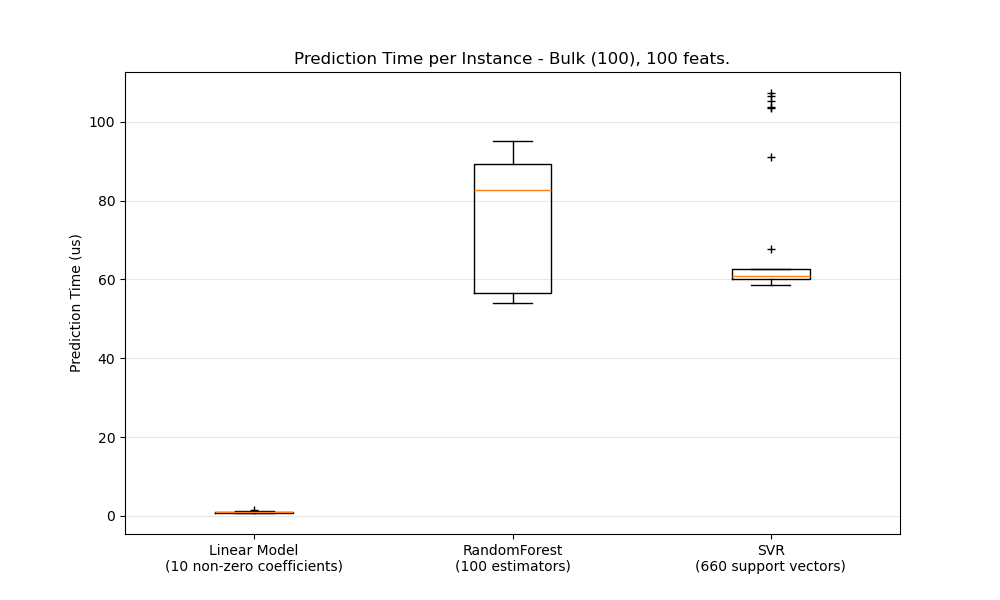 Prediction Time per Instance - Bulk (100), 100 feats.
Prediction Time (us)
100
80
60
40
20
0
Linear Model
(10 non-zero coefficients)
RandomForest
(100 estimators)
SVR
(660 support vectors)